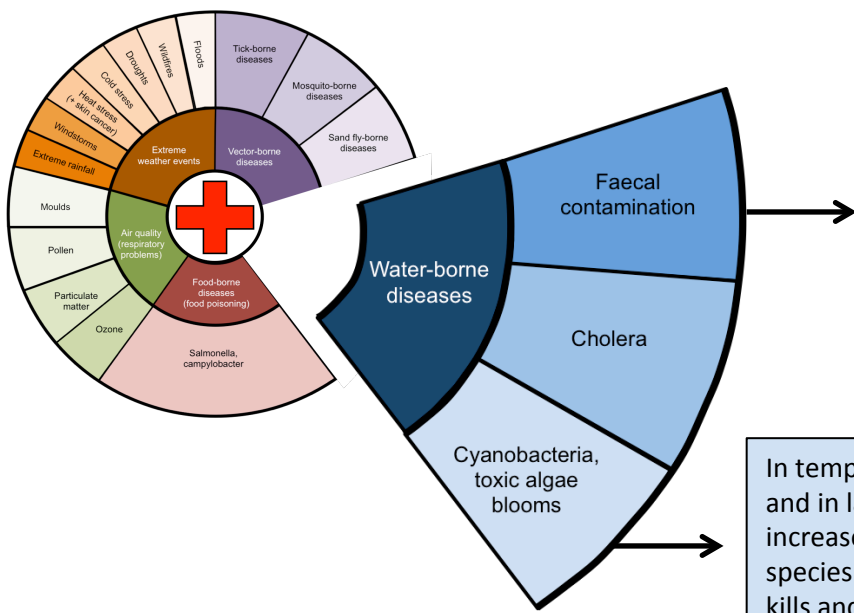 Floods
Wildfires
Droughts
Cold stress
Heat stress
(+ skin cancer)
Windstorms
Extreme rainfall
Extreme
weather events
Tick-borne
diseases
Mosquito-borne
diseases
Sand fly-borne
diseases
Vector-borne
diseases
Moulds
Pollen
Particulate
matter
Ozone
Air quality
(respiratory
problems)
Food-borne
diseases
(food poisoning)
Salmonella,
campylobacter
Water-borne
diseases
Faecal
contamination
Cholera
Cyanobacteria,
toxic algae
blooms
In temp
and in l
increase
species
kills and